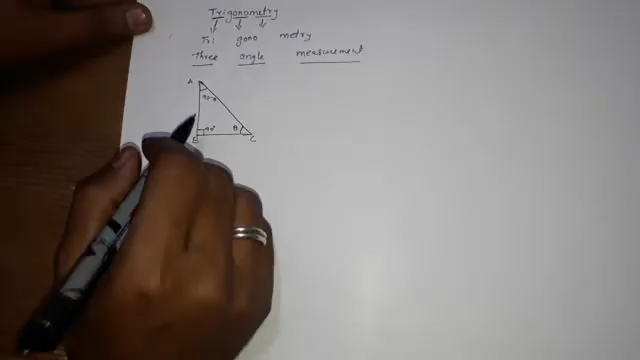 Trigonometry
Tri gono metry
Three angle measurement
A
90-θ
90° θ
B C